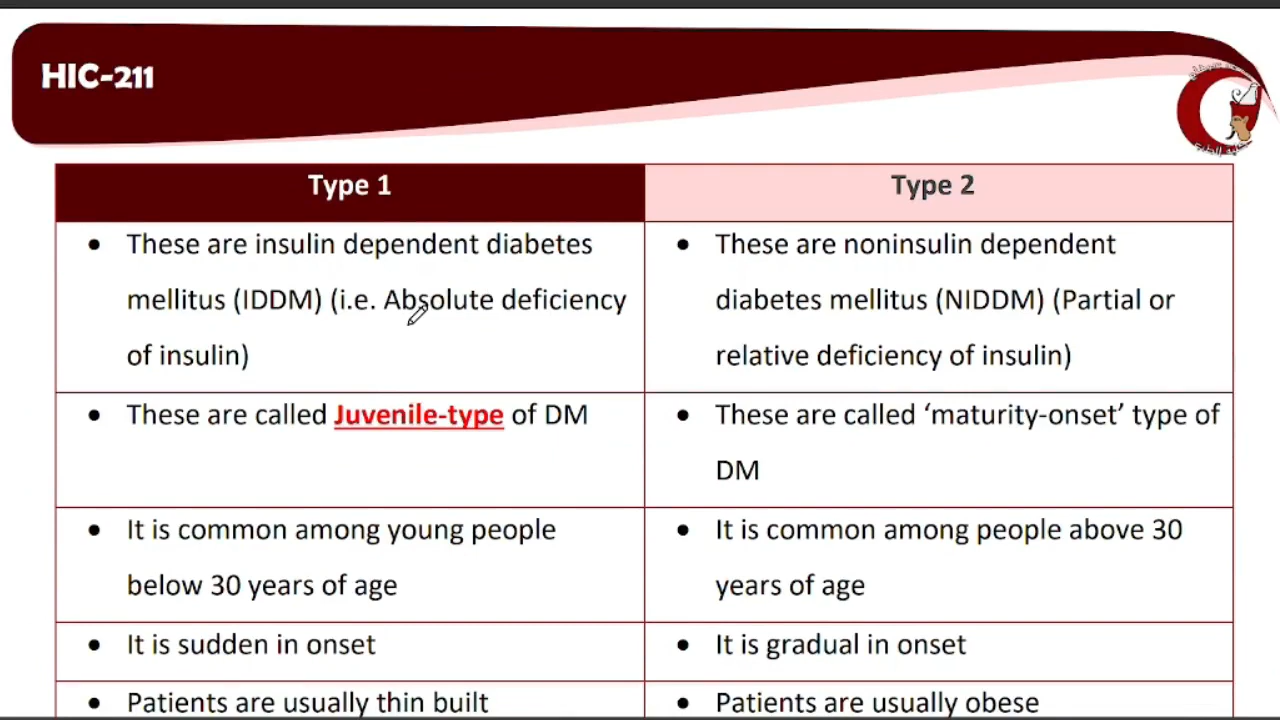 HIC-211
Type 1
Type 2
• These are insulin dependent diabetes
mellitus (IDDM) (i.e. Absolute deficiency
of insulin)
• These are noninsulin dependent
diabetes mellitus (NIDDM) (Partial or
relative deficiency of insulin)
• These are called Juvenile-type of DM
• These are called ‘maturity-onset’ type of
DM
• It is common among young people
below 30 years of age
• It is common among people above 30
years of age
• It is sudden in onset
• It is gradual in onset
• Patients are usually thin built
• Patients are usually obese